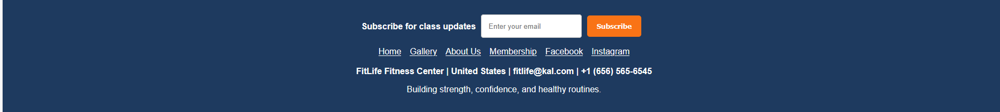 Subscribe for class updates Enter your email Subscribe
Home Gallery About Us Membership Facebook Instagram
FitLife Fitness Center | United States | fitlife@kal.com | +1 (656) 565-6545
Building strength, confidence, and healthy routines.